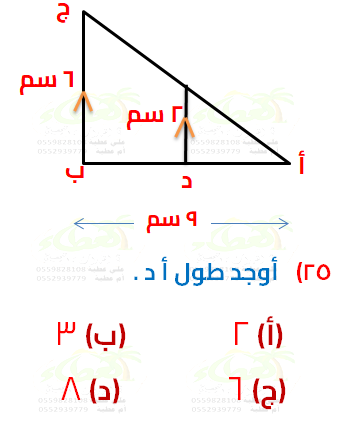 ج
٦ سم
٢ سم
أ
ب
د
٩ سم
٢٥) أوجد طول أ د .
(أ) ٢ (ب) ٣
(ج) ٦ (د) ٨